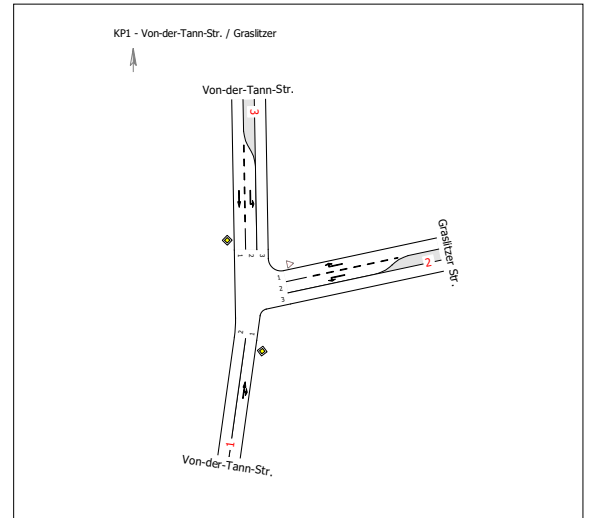 KP1 - Von-der-Tann-Str. / Graslitzer
Von-der-Tann-Str.
3
1 2 3
Graslitzer Str.
2
1
2
3
2 1
1
Von-der-Tann-Str.